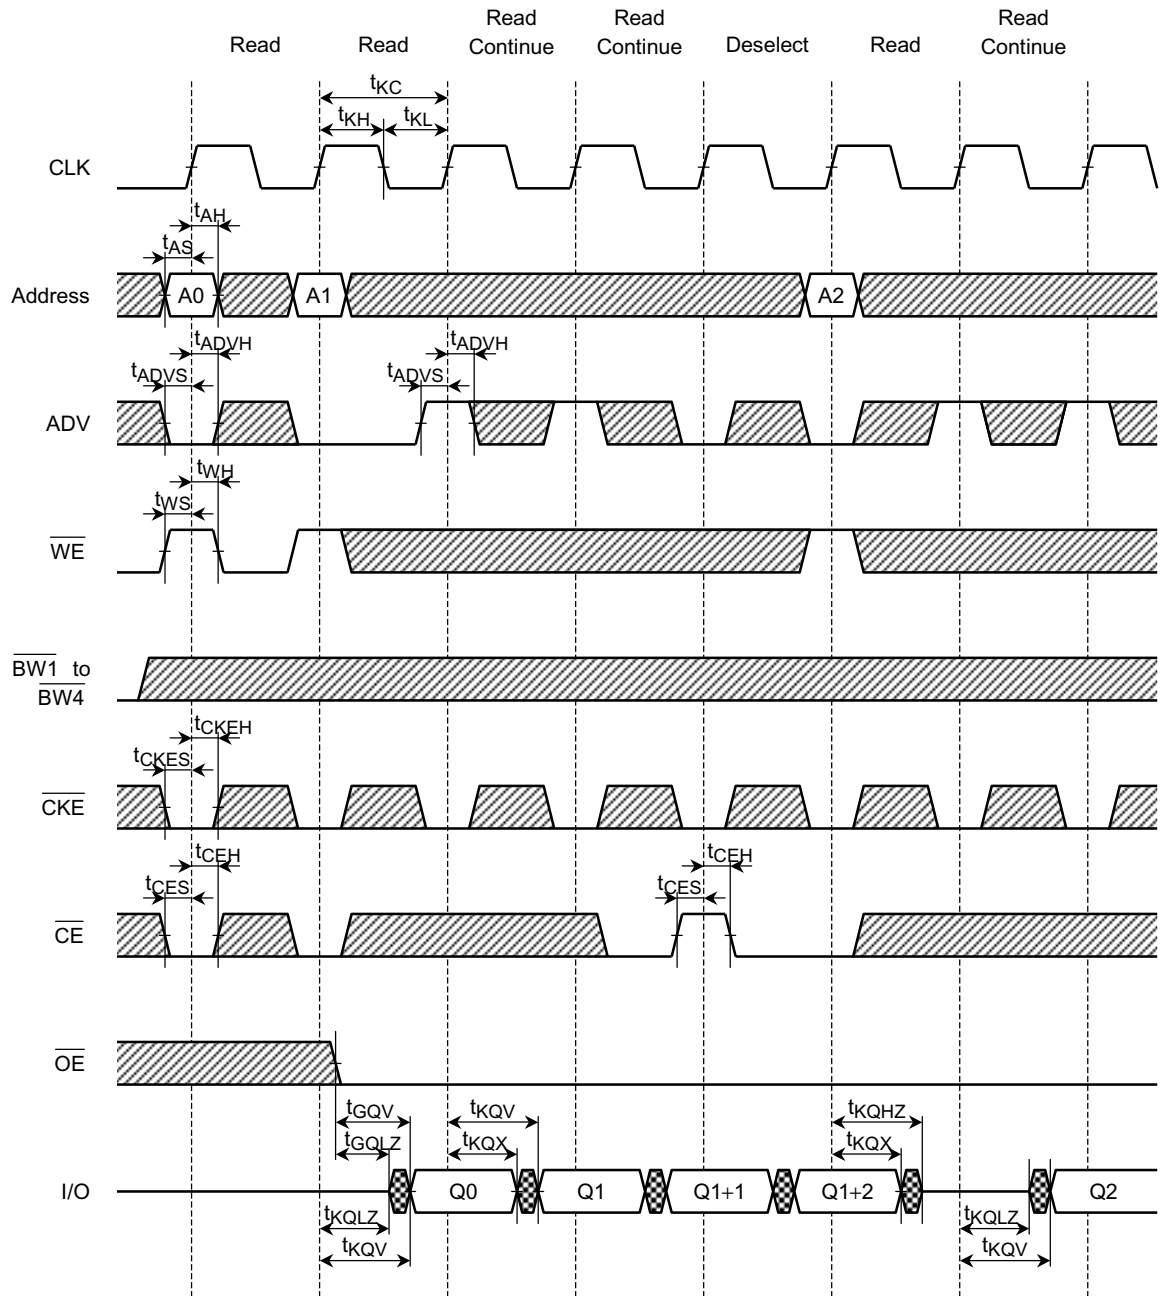 Read
Read
Read
Continue
Read
Continue
Deselect
Read
Read
Continue
tKC
tKH
tKL
CLK
tAH
tAS
Address
A0
A1
A2
tADVH
tADVS
tADVH
tADVS
ADV
tWH
tWS
WE
BW1 to
BW4
tCKEH
tCKES
CKE
tCEH
tCES
tCEH
tCES
CE
OE
tGQV
tKQV
tKQHZ
tGQLZ
tKQX
tKQX
I/O
Q0
Q1
Q1+1
Q1+2
Q2
tKQLZ
tKQLZ
tKQV
tKQV